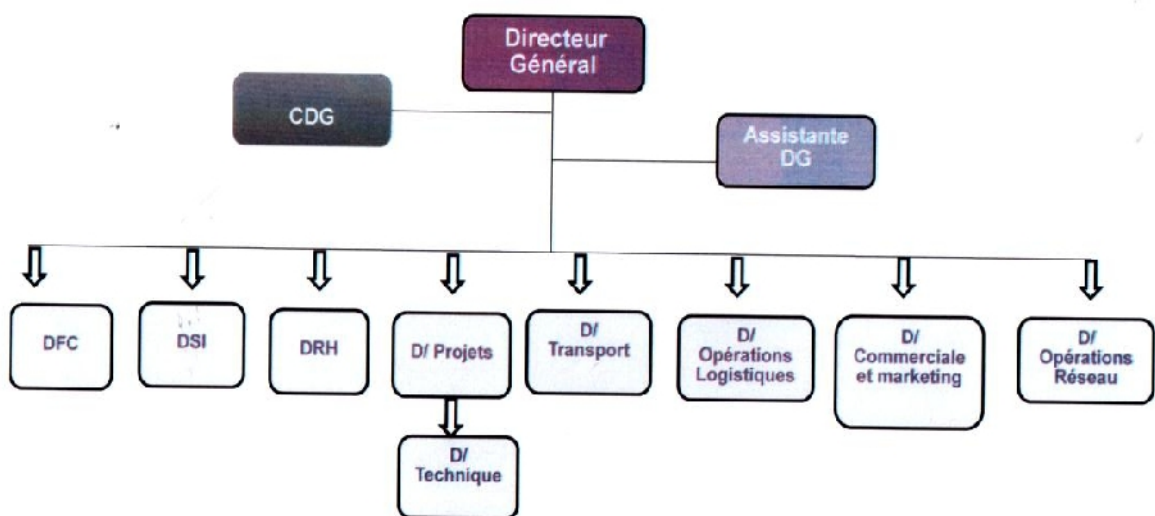 Directeur
Général
CDG
Assistante
DG
DFC
DSI
DRH
D/ Projets
D/
Transport
D/
Opérations
Logistiques
D/
Commerciale
et marketing
D/
Opérations
Réseau
D/
Technique